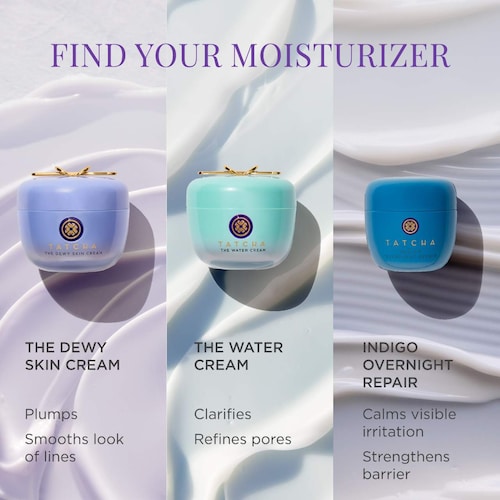 FIND YOUR MOISTURIZER
TATCHA
THE DEWY SKIN CREAM
TATCHA
THE WATER CREAM
TATCHA
THE DEWY
SKIN CREAM
Plumps
Smooths look
of lines
THE WATER
CREAM
Clarifies
Refines pores
INDIGO
OVERNIGHT
REPAIR
Calms visible
irritation
Strengthens
barrier